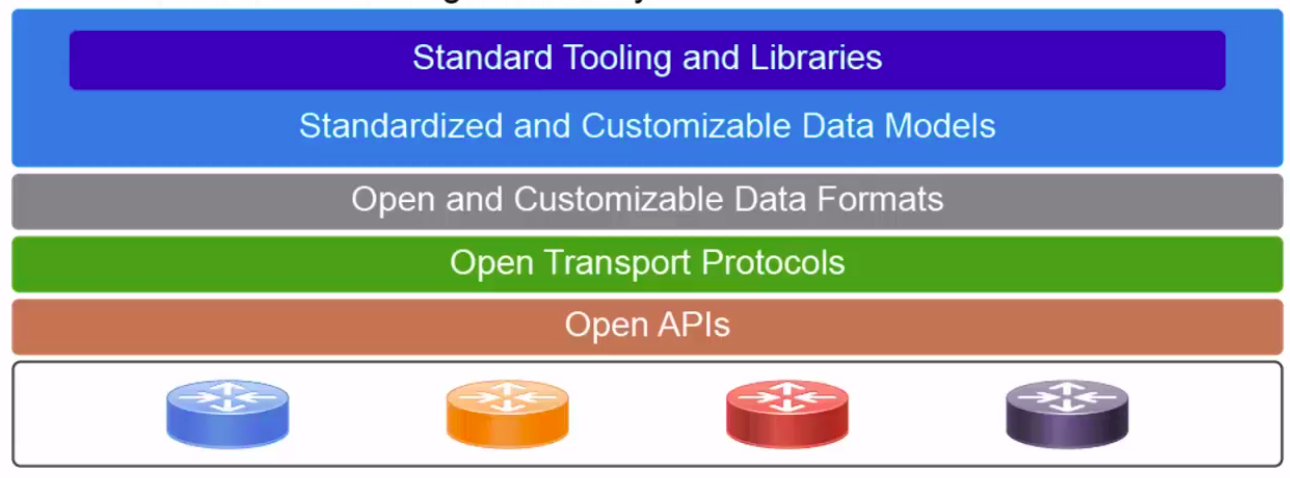 Standard Tooling and Libraries
Standardized and Customizable Data Models
Open and Customizable Data Formats
Open Transport Protocols
Open APIs